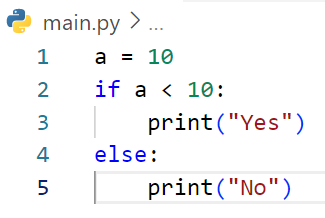 main.py > ...
1 a = 10
2 if a < 10:
3     print("Yes")
4 else:
5     print("No")